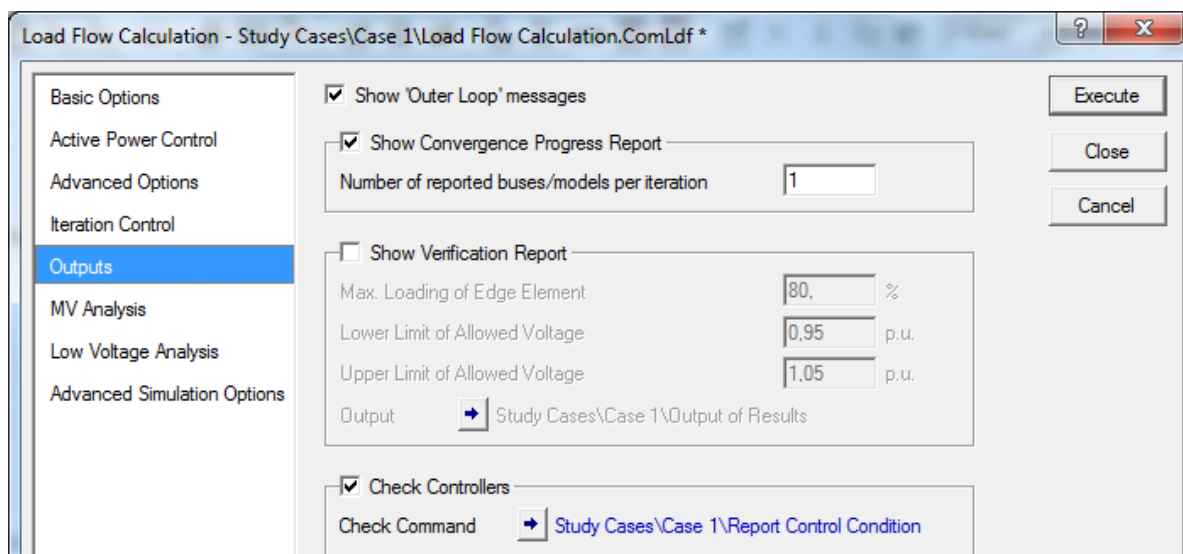 Load Flow Calculation - Study Cases\Case 1\Load Flow Calculation.ComLdf *
Basic Options
Active Power Control
Advanced Options
Iteration Control
Outputs
MV Analysis
Low Voltage Analysis
Advanced Simulation Options
Show 'Outer Loop' messages
Show Convergence Progress Report
Number of reported buses/models per iteration 1
Show Verification Report
Max. Loading of Edge Element 80, %
Lower Limit of Allowed Voltage 0,95 p.u.
Upper Limit of Allowed Voltage 1,05 p.u.
Output Study Cases\Case 1\Output of Results
Check Controllers
Check Command Study Cases\Case 1\Report Control Condition
Execute
Close
Cancel